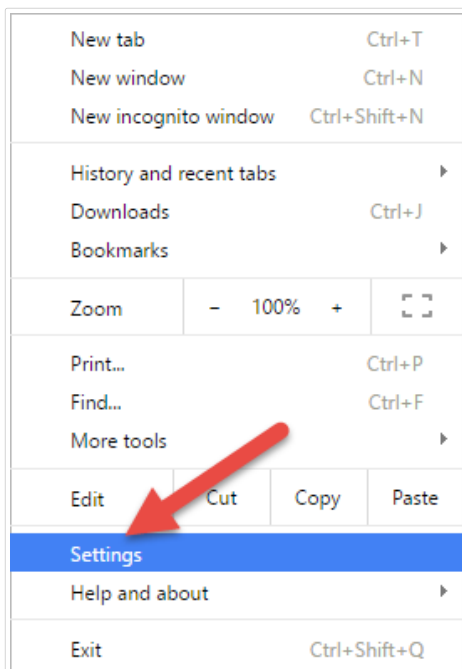 New tab Ctrl+T
New window Ctrl+N
New incognito window Ctrl+Shift+N
History and recent tabs
Downloads Ctrl+J
Bookmarks
Zoom - 100% +
Print... Ctrl+P
Find... Ctrl+F
More tools
Edit Cut Copy Paste
Settings
Help and about
Exit Ctrl+Shift+Q